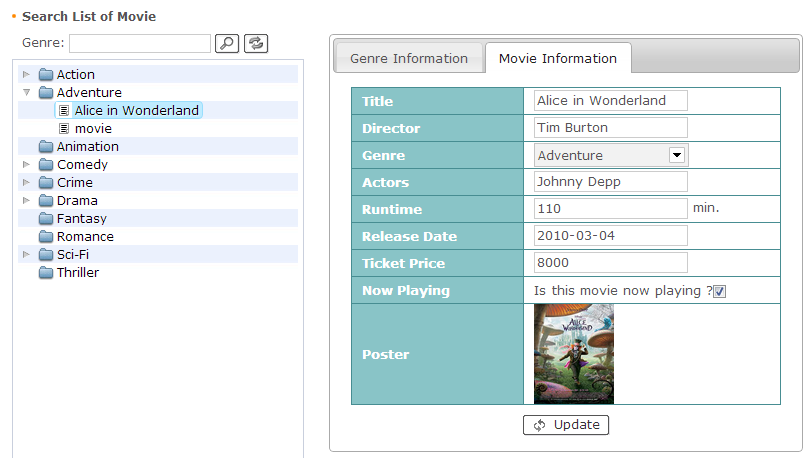 Search List of Movie
Genre:
Action
Adventure
Alice in Wonderland
movie
Animation
Comedy
Crime
Drama
Fantasy
Romance
Sci-Fi
Thriller
Genre Information
Movie Information
Title Alice in Wonderland
Director Tim Burton
Genre Adventure
Actors Johnny Depp
Runtime 110 min.
Release Date 2010-03-04
Ticket Price 8000
Now Playing Is this movie now playing ?
Poster
ALICE
WONDERLAND
Update